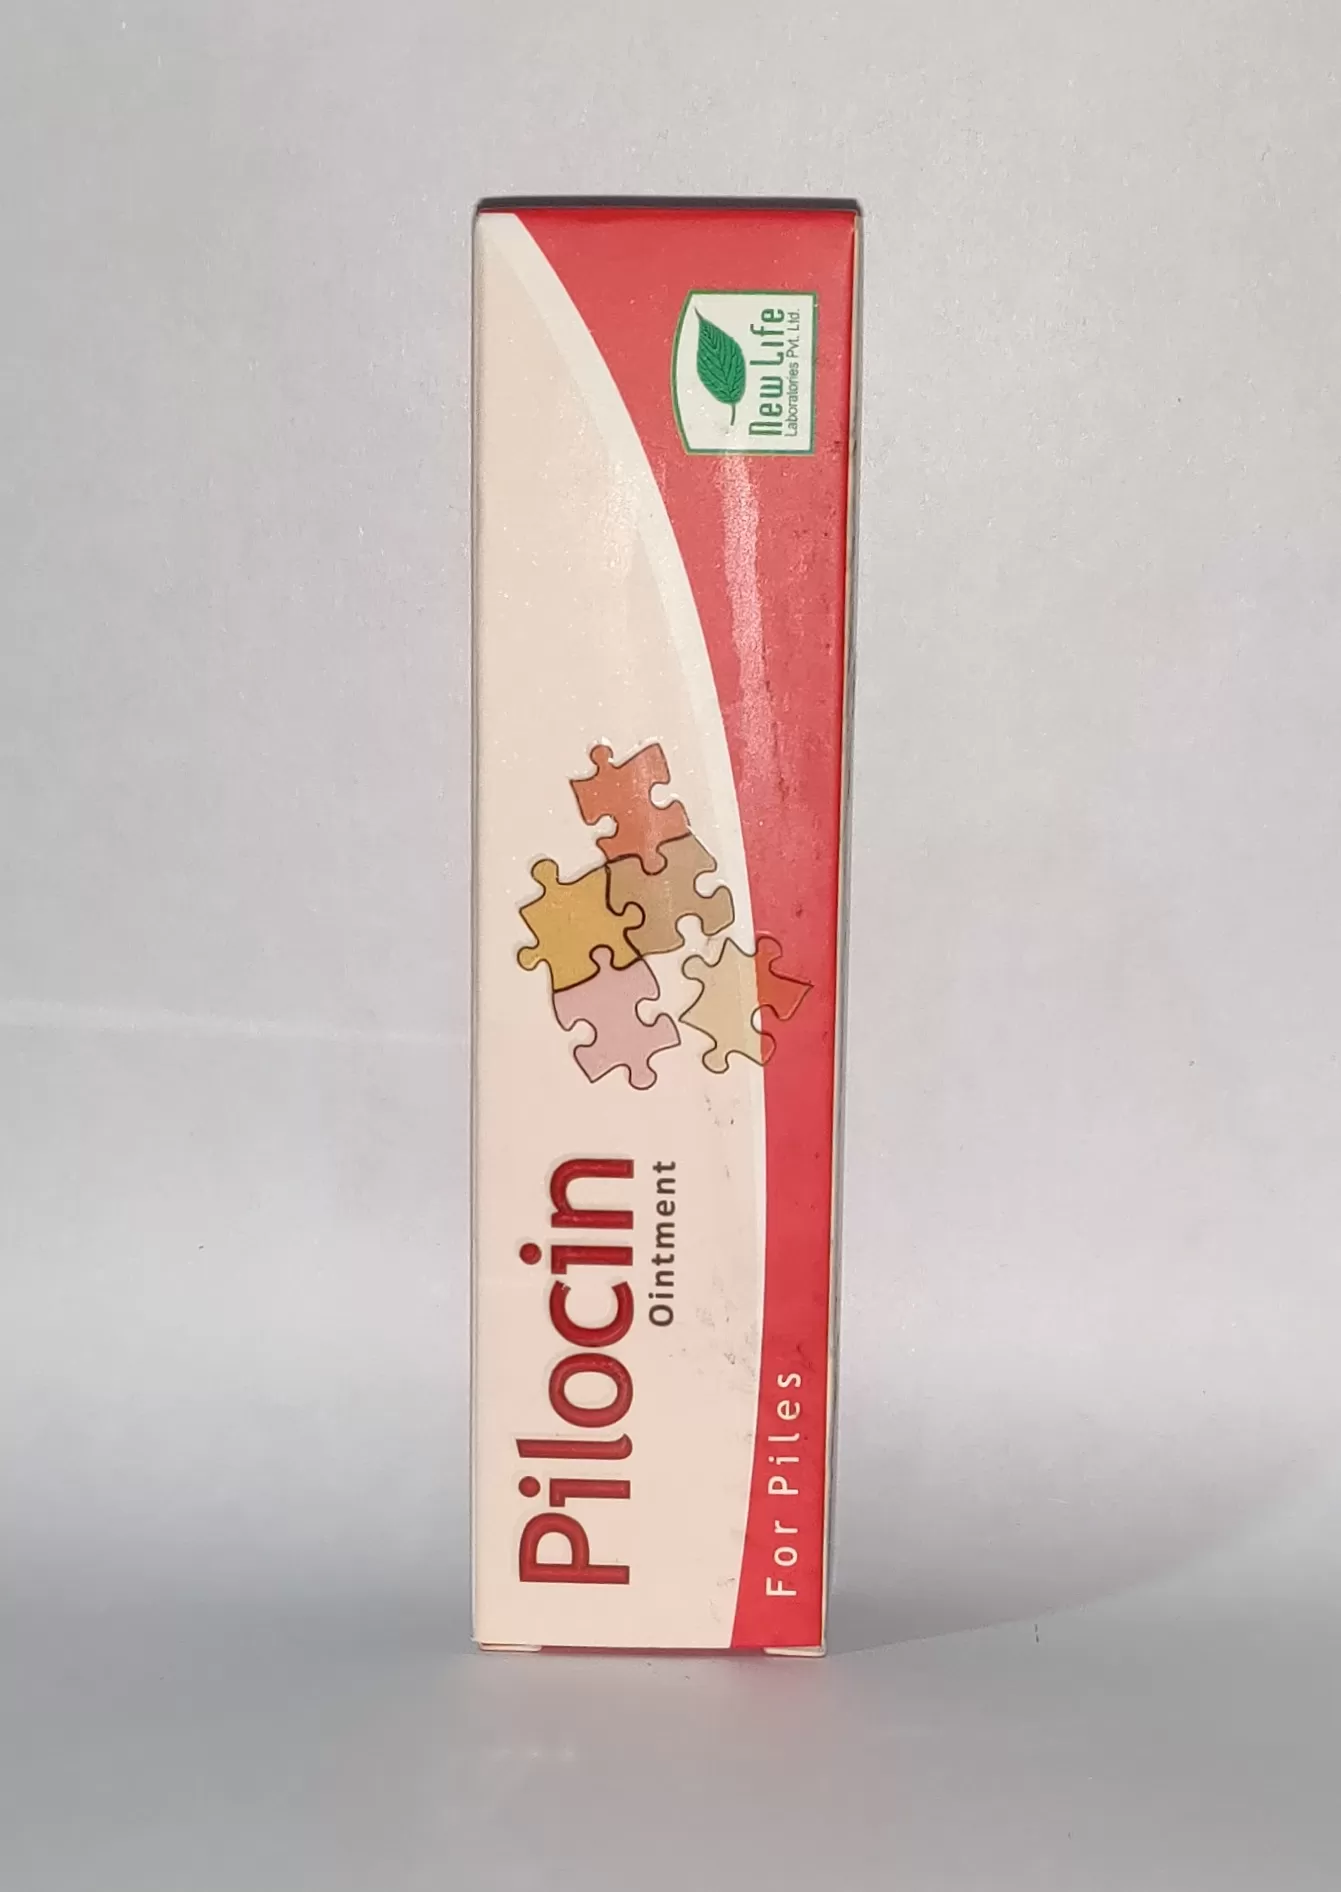 Pilocin
Ointment
For Piles
New Life
Laboratories Pvt. Ltd.